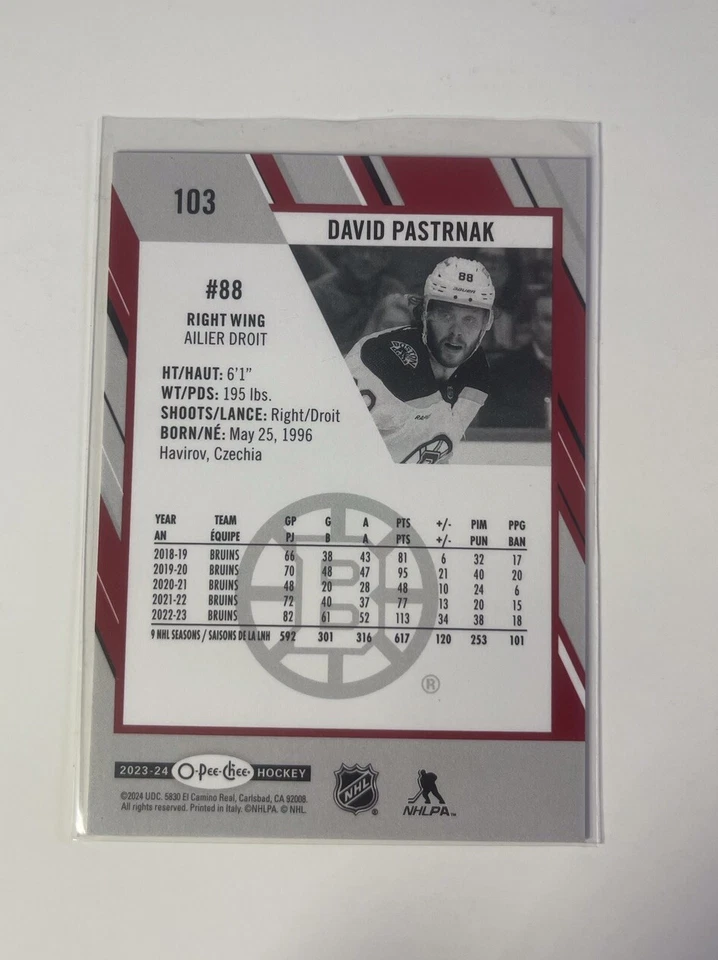 103
DAVID PASTRNAK
#88
RIGHT WING
AILIER DROIT
HT/HAUT: 6'1"
WT/PDS: 195 lbs.
SHOOTS/LANCE: Right/Droit
BORN/NÉ: May 25, 1996
Havirov, Czechia
88
YEAR TEAM GP G A PTS +/- PIM PPG
AN ÉQUIPE PJ B A PTS +/- PUN BAN
2018-19 BRUINS 66 38 43 81 6 32 17
2019-20 BRUINS 70 48 47 95 21 40 20
2020-21 BRUINS 48 20 28 48 10 24 6
2021-22 BRUINS 72 40 37 77 13 20 15
2022-23 BRUINS 82 61 52 113 34 38 18
9 NHL SEASONS / SAISONS DE LA LNH 592 301 316 617 120 253 101
B
®
2023-24 O-Pee-Chee HOCKEY
©2024 UDC. 5830 El Camino Real, Carlsbad, CA 92008.
All rights reserved. Printed in Italy. ©NHLPA. © NHL.
NHL ®
NHLPA™